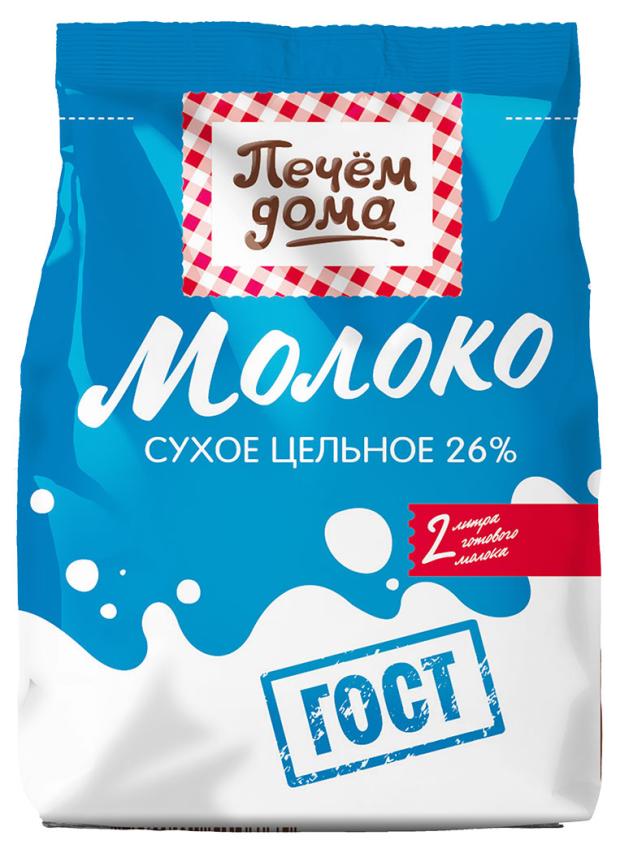 Печём
дома
Молоко
СУХОЕ ЦЕЛЬНОЕ 26%
2 литра
готового
молока
ГОСТ